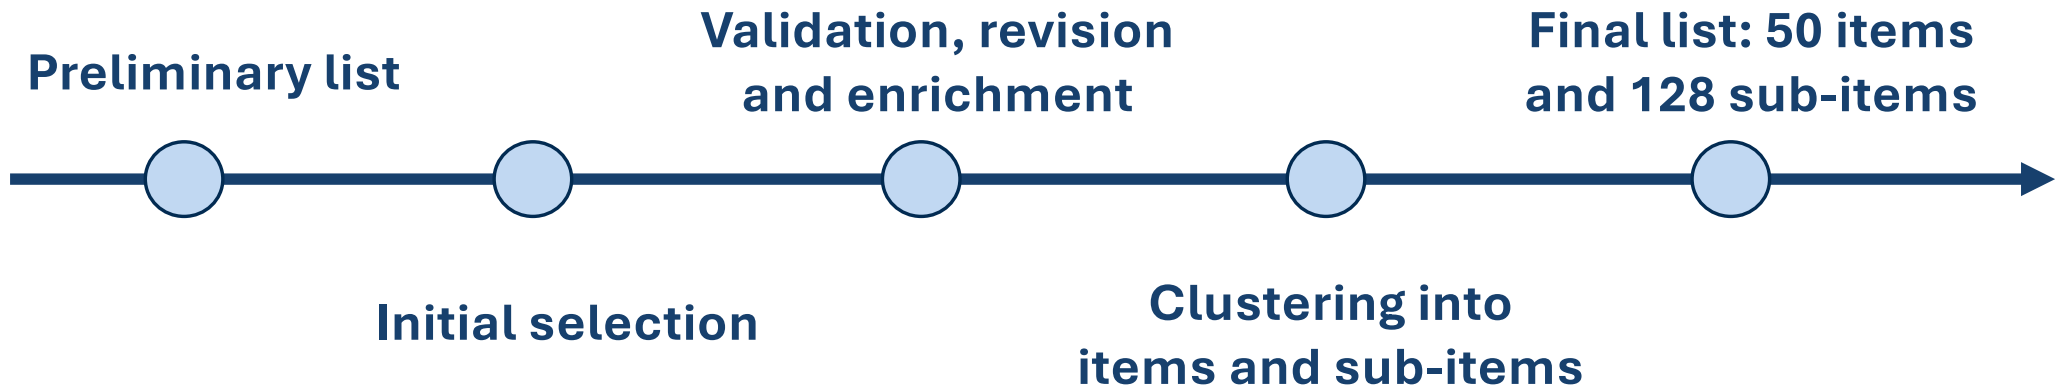 Preliminary list
Initial selection
Validation, revision
and enrichment
Clustering into
items and sub-items
Final list: 50 items
and 128 sub-items